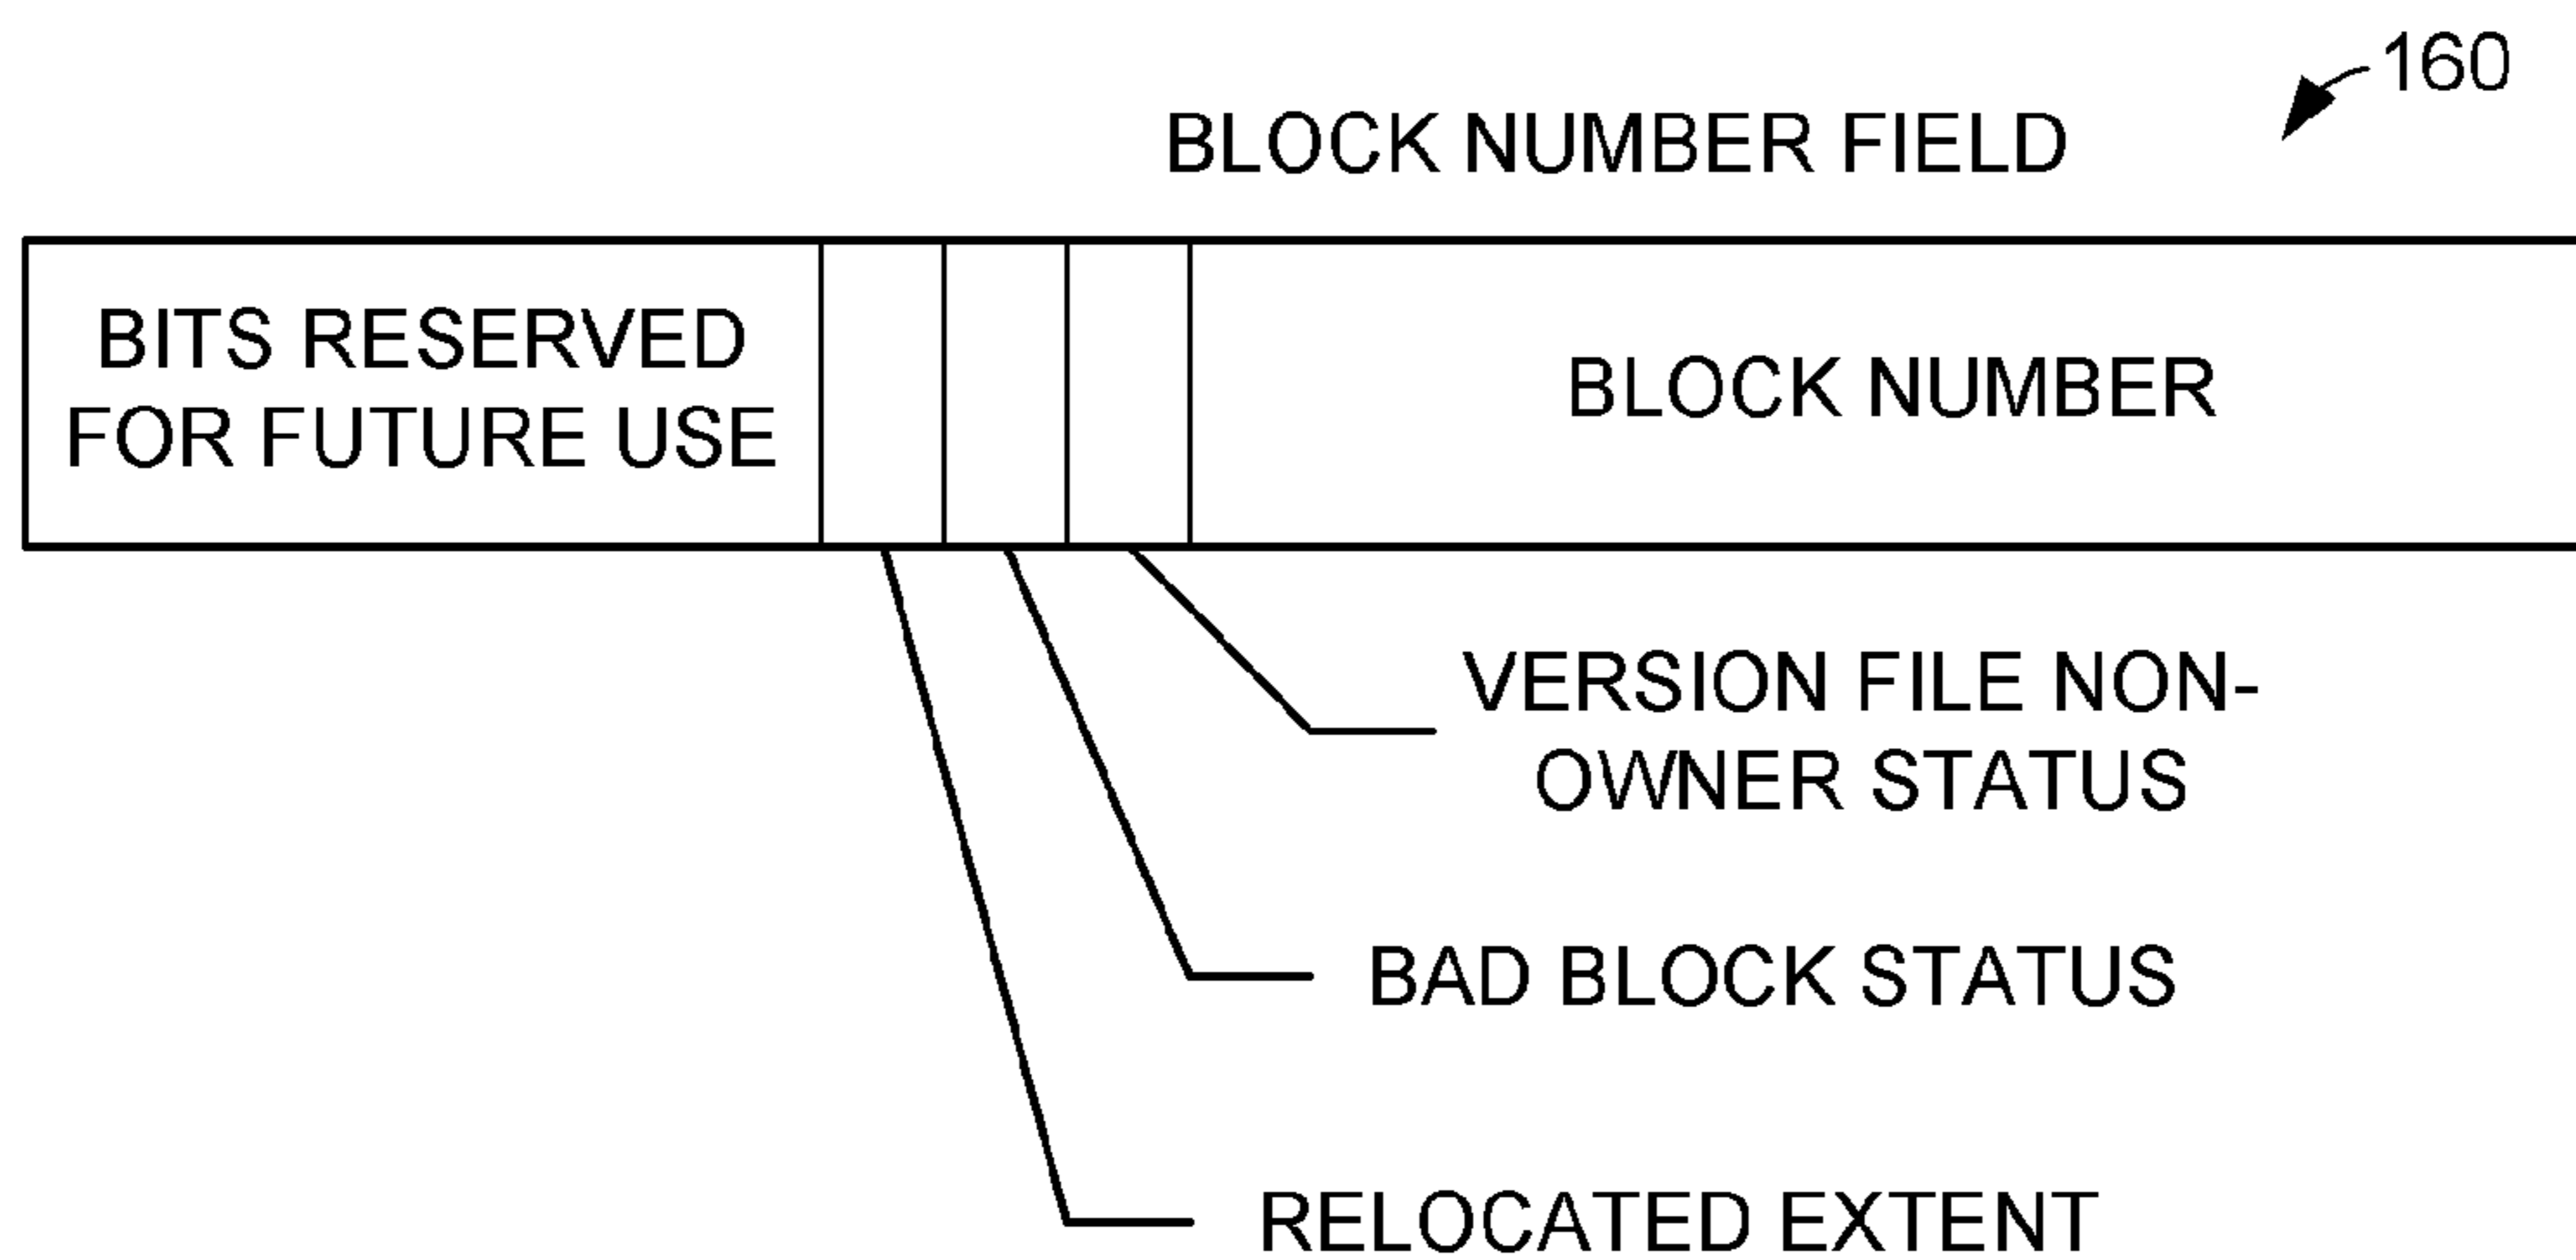 160
BLOCK NUMBER FIELD
BITS RESERVED
FOR FUTURE USE
BLOCK NUMBER
VERSION FILE NON-
OWNER STATUS
BAD BLOCK STATUS
RELOCATED EXTENT